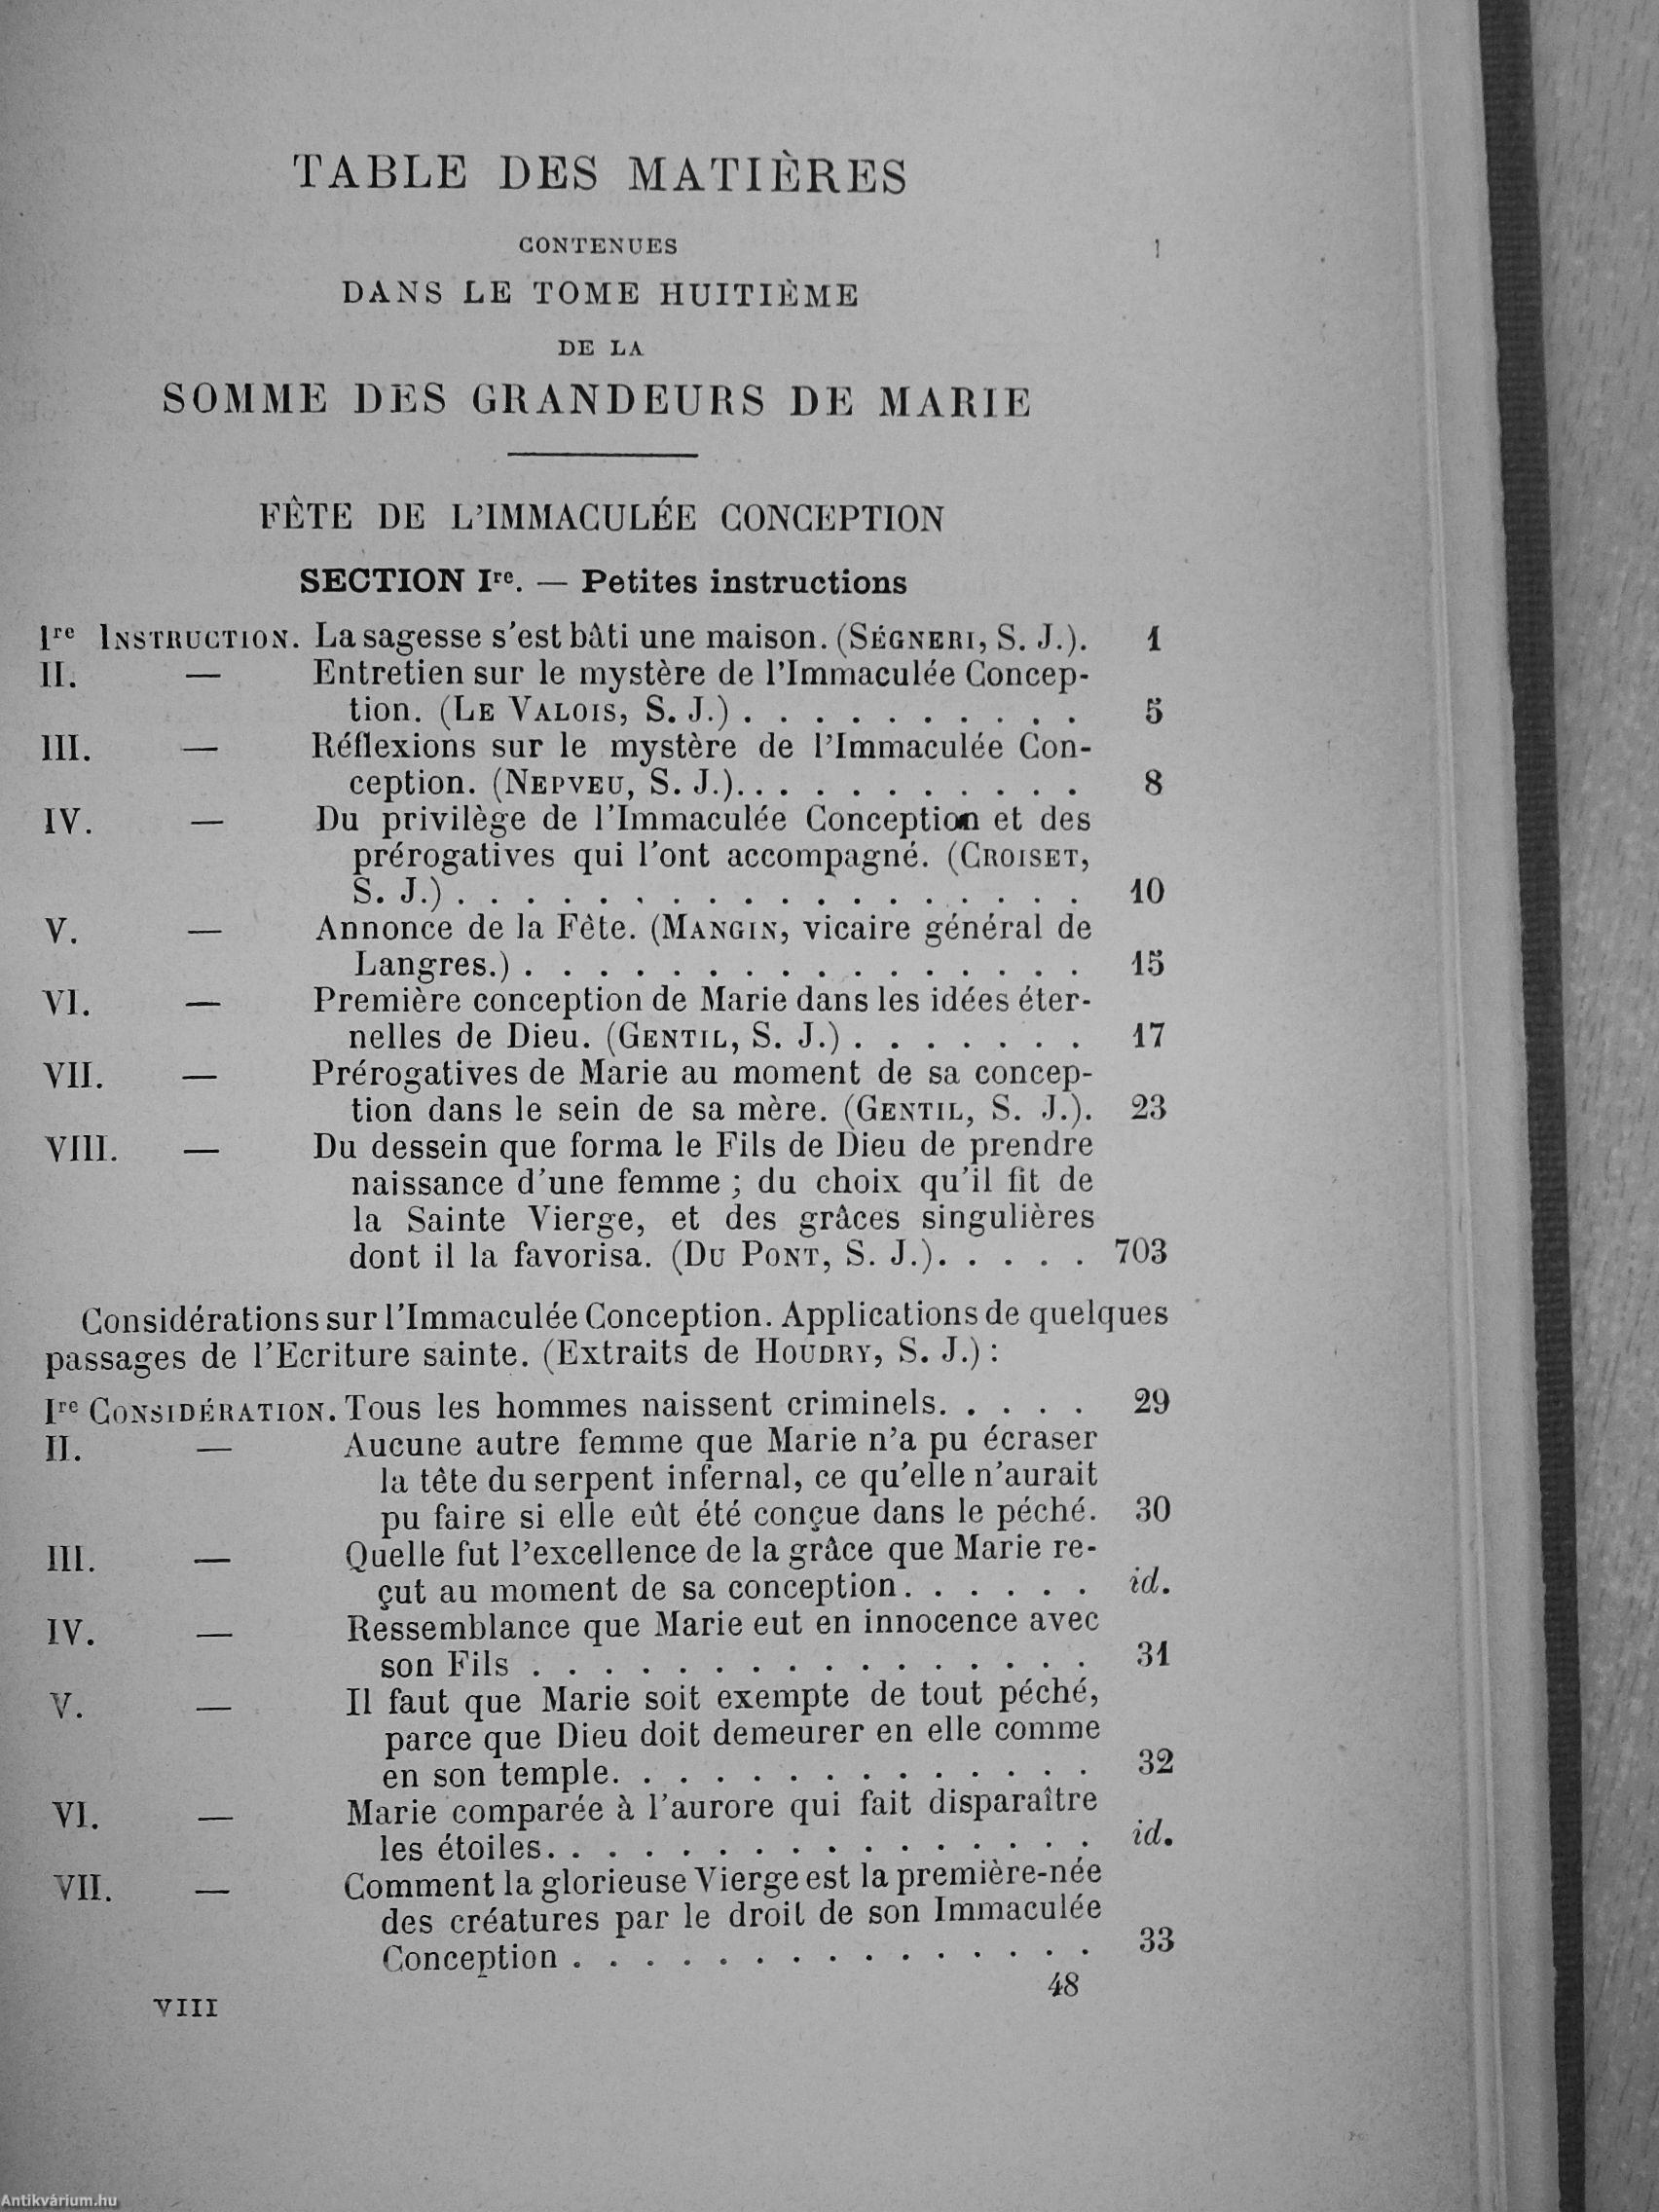 TABLE DES MATIÈRES
CONTENUES
DANS LE TOME HUITIÈME
DE LA
SOMME DES GRANDEURS DE MARIE
FÊTE DE L'IMMACULÉE CONCEPTION
SECTION Iʳᵉ. — Petites instructions
Iʳᵉ INSTRUCTION. La sagesse s'est bâti une maison. (SÉGNERI, S. J.). 1
II. — Entretien sur le mystère de l'Immaculée Concep-
tion. (LE VALOIS, S. J.) . . . . . . . . . . 5
III. — Réflexions sur le mystère de l'Immaculée Con-
ception. (NEPVEU, S. J.). . . . . . . . . . . 8
IV. — Du privilège de l'Immaculée Conception et des
prérogatives qui l'ont accompagné. (CROISET,
S. J.) . . . . . . . . . . . . . . . . . . 10
V. — Annonce de la Fête. (MANGIN, vicaire général de
Langres.) . . . . . . . . . . . . . . . . 15
VI. — Première conception de Marie dans les idées éter-
nelles de Dieu. (GENTIL, S. J.) . . . . . . . 17
VII. — Prérogatives de Marie au moment de sa concep-
tion dans le sein de sa mère. (GENTIL, S. J.). 23
VIII. — Du dessein que forma le Fils de Dieu de prendre
naissance d'une femme ; du choix qu'il fit de
la Sainte Vierge, et des grâces singulières
dont il la favorisa. (DU PONT, S. J.). . . . . 703
Considérations sur l'Immaculée Conception. Applications de quelques
passages de l'Ecriture sainte. (Extraits de HOUDRY, S. J.) :
Iʳᵉ CONSIDÉRATION. Tous les hommes naissent criminels. . . . . 29
II. — Aucune autre femme que Marie n'a pu écraser
la tête du serpent infernal, ce qu'elle n'aurait
pu faire si elle eût été conçue dans le péché. 30
III. — Quelle fut l'excellence de la grâce que Marie re-
çut au moment de sa conception. . . . . . id.
IV. — Ressemblance que Marie eut en innocence avec
son Fils . . . . . . . . . . . . . . . . 31
V. — Il faut que Marie soit exempte de tout péché,
parce que Dieu doit demeurer en elle comme
en son temple. . . . . . . . . . . . . . 32
VI. — Marie comparée à l'aurore qui fait disparaître
les étoiles. . . . . . . . . . . . . . . . id.
VII. — Comment la glorieuse Vierge est la première-née
des créatures par le droit de son Immaculée
Conception . . . . . . . . . . . . . . . 33
VIII 48
Antikvárium.hu